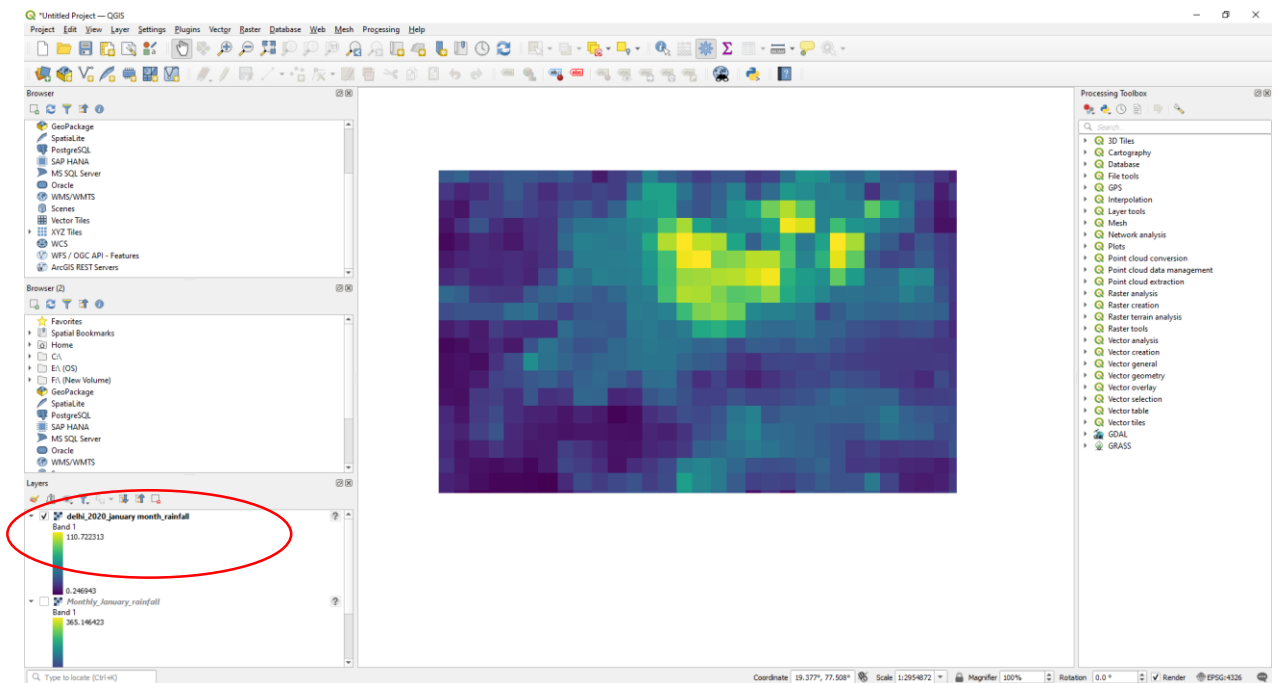 *Untitled Project — QGIS
Project Edit View Layer Settings Plugins Vector Raster Database Web Mesh Processing Help
Browser
GeoPackage
SpatiaLite
PostgreSQL
SAP HANA
MS SQL Server
Oracle
WMS/WMTS
Scenes
Vector Tiles
XYZ Tiles
WCS
WFS / OGC API - Features
ArcGIS REST Servers
Browser (2)
Favorites
Spatial Bookmarks
Home
C:\
E:\ (OS)
F:\ (New Volume)
GeoPackage
SpatiaLite
PostgreSQL
SAP HANA
MS SQL Server
Oracle
WMS/WMTS
Layers
delhi_2020_january month_rainfall
Band 1
110.722313
0.246943
Monthly_January_rainfall
Band 1
365.146423
Processing Toolbox
Search...
3D Tiles
Cartography
Database
File tools
GPS
Interpolation
Layer tools
Mesh
Network analysis
Plots
Point cloud conversion
Point cloud data management
Point cloud extraction
Raster analysis
Raster creation
Raster terrain analysis
Raster tools
Vector analysis
Vector creation
Vector general
Vector geometry
Vector overlay
Vector selection
Vector table
Vector tiles
GDAL
GRASS
Type to locate (Ctrl+K)
Coordinate 19.377°, 77.508° Scale 1:2954872 Magnifier 100% Rotation 0.0 ° Render EPSG:4326